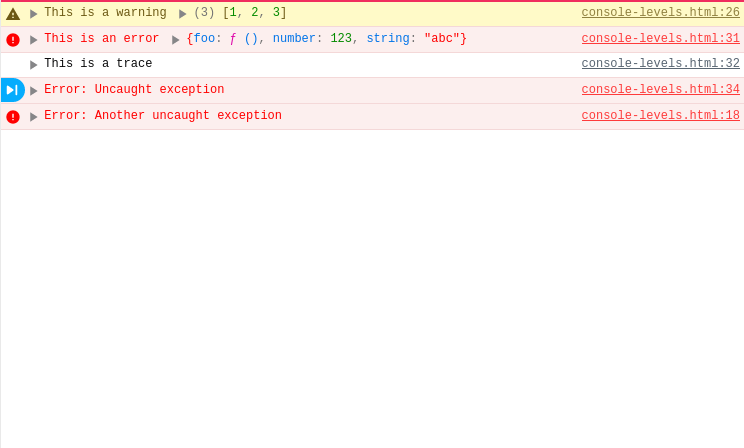 This is a warning (3) [1, 2, 3] console-levels.html:26
This is an error {foo: ƒ (), number: 123, string: "abc"} console-levels.html:31
This is a trace console-levels.html:32
Error: Uncaught exception console-levels.html:34
Error: Another uncaught exception console-levels.html:18